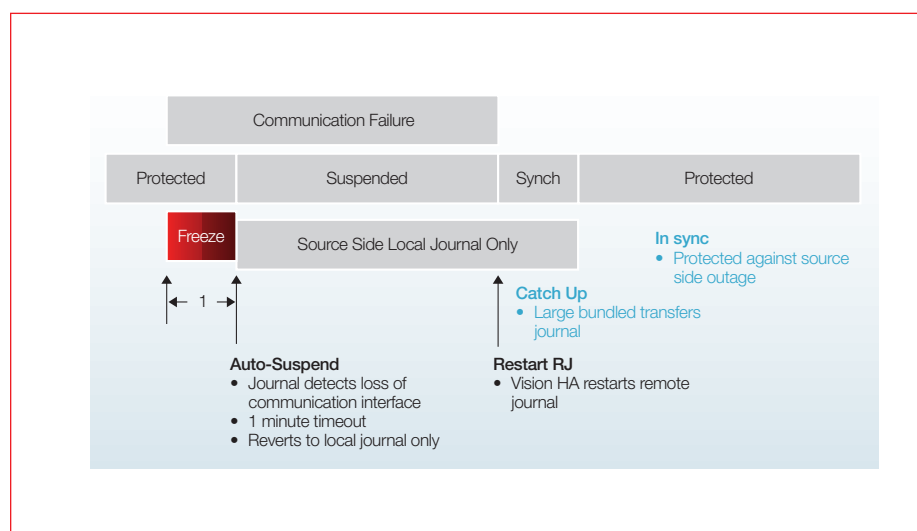 Communication Failure
Protected
Suspended
Synch
Protected
Freeze
Source Side Local Journal Only
In sync
• Protected against source
side outage
1
Catch Up
• Large bundled transfers
journal
Auto-Suspend
• Journal detects loss of
communication interface
• 1 minute timeout
• Reverts to local journal only
Restart RJ
• Vision HA restarts remote
journal